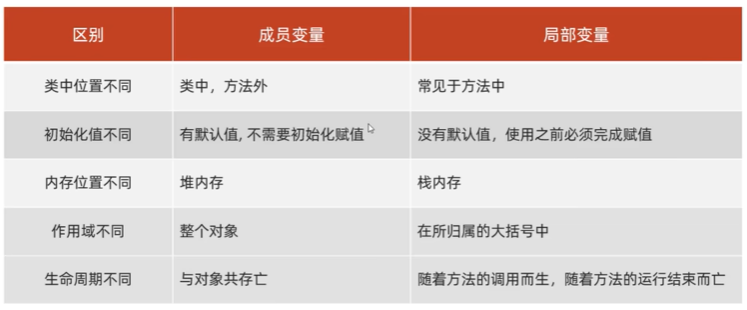 区别 成员变量 局部变量
类中位置不同 类中，方法外 常见于方法中
初始化值不同 有默认值, 不需要初始化赋值 没有默认值，使用之前必须完成赋值
内存位置不同 堆内存 栈内存
作用域不同 整个对象 在所归属的大括号中
生命周期不同 与对象共存亡 随着方法的调用而生，随着方法的运行结束而亡